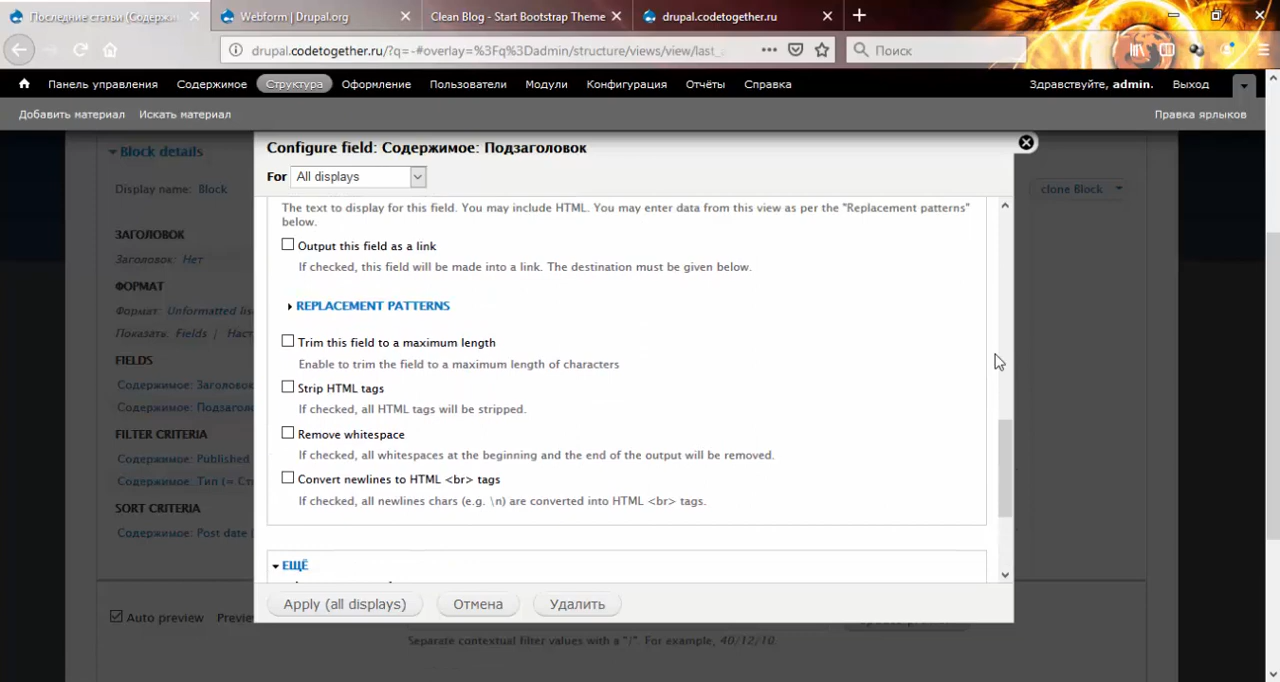 Последние статьи (Содержи
Webform | Drupal.org
Clean Blog - Start Bootstrap Theme
drupal.codetogether.ru/
drupal.codetogether.ru/?q=-#overlay=%3Fq%3Dadmin/structure/views/view/last_
Поиск
Панель управления Содержимое Структура Оформление Пользователи Модули Конфигурация Отчёты Справка Здравствуйте, admin. Выход
Добавить материал Искать материал Правка ярлыков
Block details
Display name: Block
clone Block
ЗАГОЛОВОК
Заголовок: Нет
ФОРМАТ
Формат: Unformatted lis
Показать: Fields | Наст
FIELDS
Содержимое: Заголовок
Содержимое: Подзаголо
FILTER CRITERIA
Содержимое: Published
Содержимое: Тип (= Ст
SORT CRITERIA
Содержимое: Post date (
Auto preview Previe
Separate contextual filter values with a "/". For example, 40/12/10.
Configure field: Содержимое: Подзаголовок
For All displays
The text to display for this field. You may include HTML. You may enter data from this view as per the "Replacement patterns"
below.
Output this field as a link
If checked, this field will be made into a link. The destination must be given below.
REPLACEMENT PATTERNS
Trim this field to a maximum length
Enable to trim the field to a maximum length of characters
Strip HTML tags
If checked, all HTML tags will be stripped.
Remove whitespace
If checked, all whitespaces at the beginning and the end of the output will be removed.
Convert newlines to HTML <br> tags
If checked, all newlines chars (e.g. \n) are converted into HTML <br> tags.
ЕЩЁ
Apply (all displays) Отмена Удалить